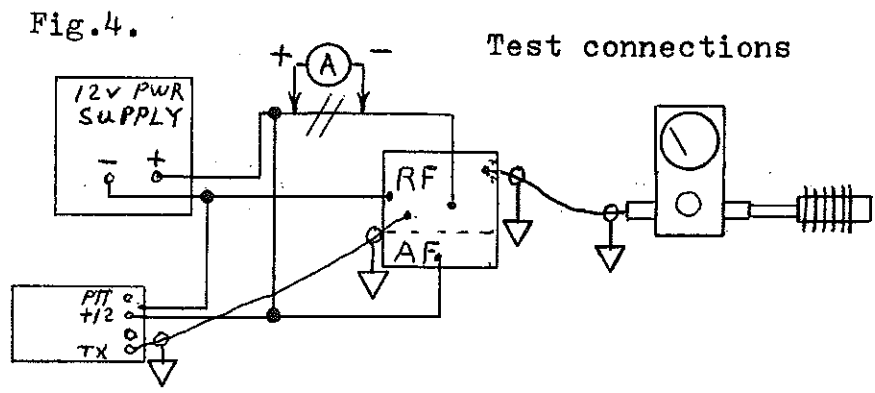 Fig.4.
Test connections
+ A -
12V PWR
SUPPLY
- +
RF
AF
PTT
+12
TX